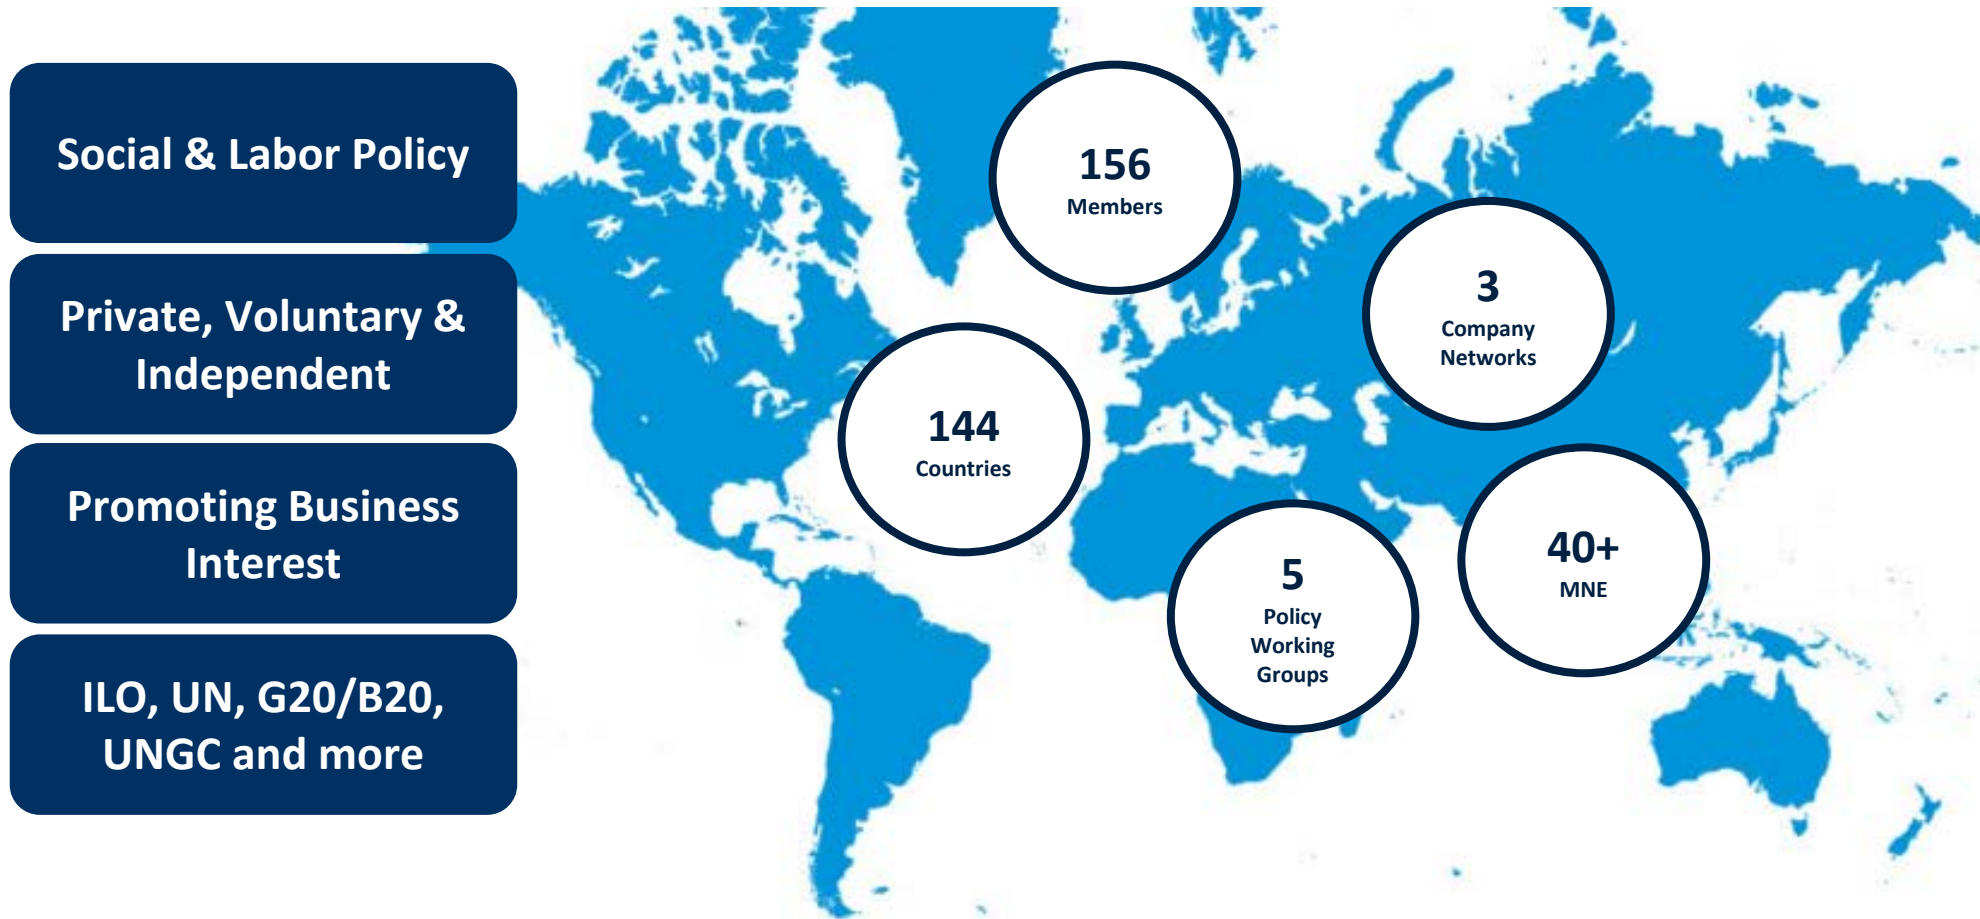 Social & Labor Policy
Private, Voluntary &
Independent
Promoting Business
Interest
ILO, UN, G20/B20,
UNGC and more
156
Members
3
Company
Networks
144
Countries
40+
MNE
5
Policy
Working
Groups